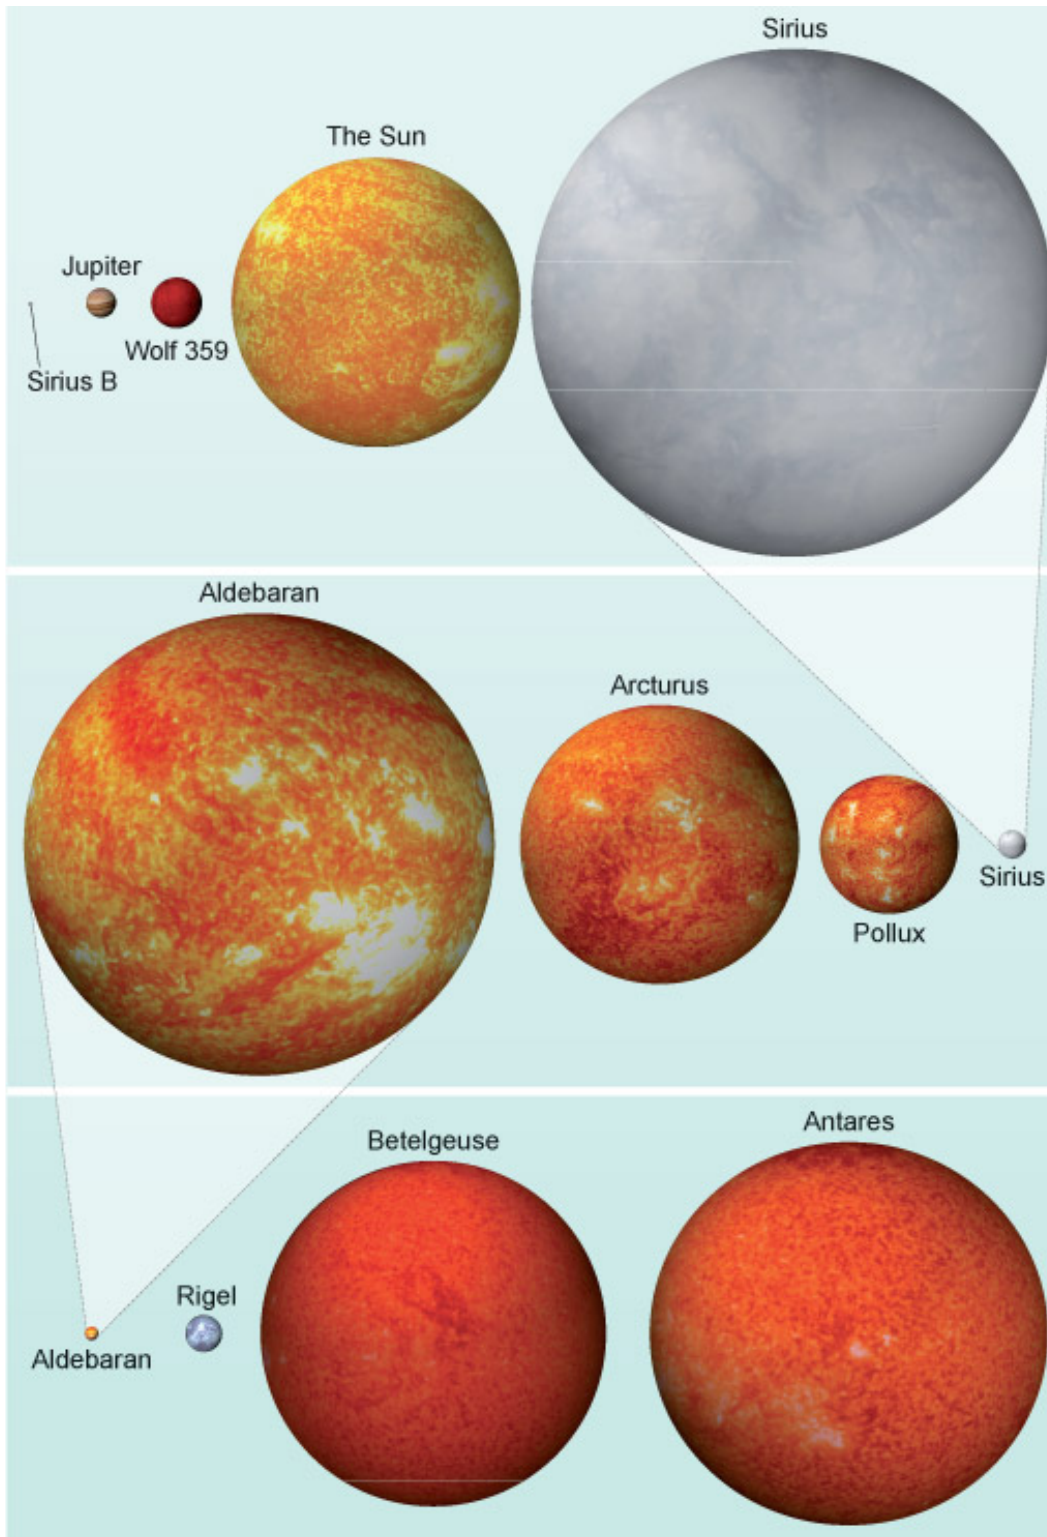 Sirius
The Sun
Jupiter
Wolf 359
Sirius B
Aldebaran
Arcturus
Pollux
Sirius
Betelgeuse
Antares
Rigel
Aldebaran